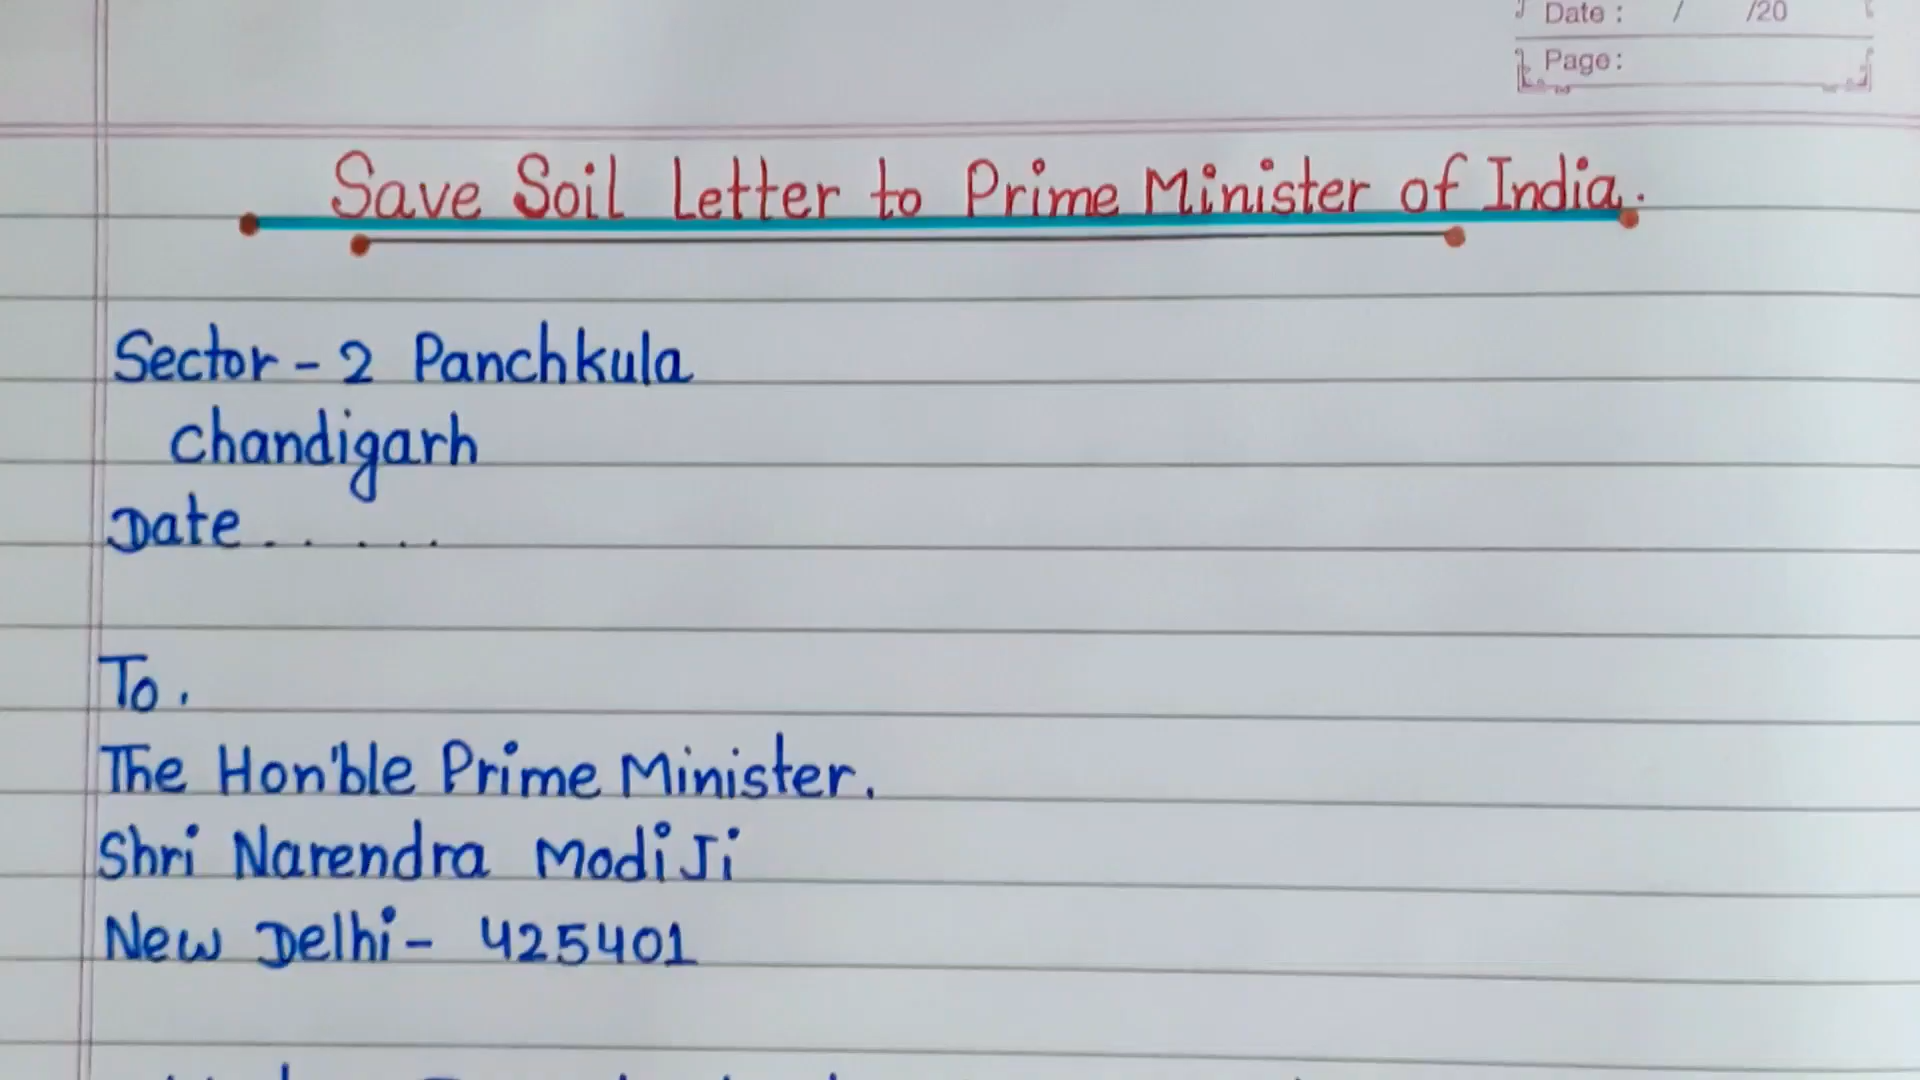 Date : / /20
Page:
Save Soil Letter to Prime Minister of India.
Sector - 2 Panchkula
Chandigarh
Date . . . . .
To.
The Hon'ble Prime Minister.
Shri Narendra Modi Ji
New Delhi - 425401